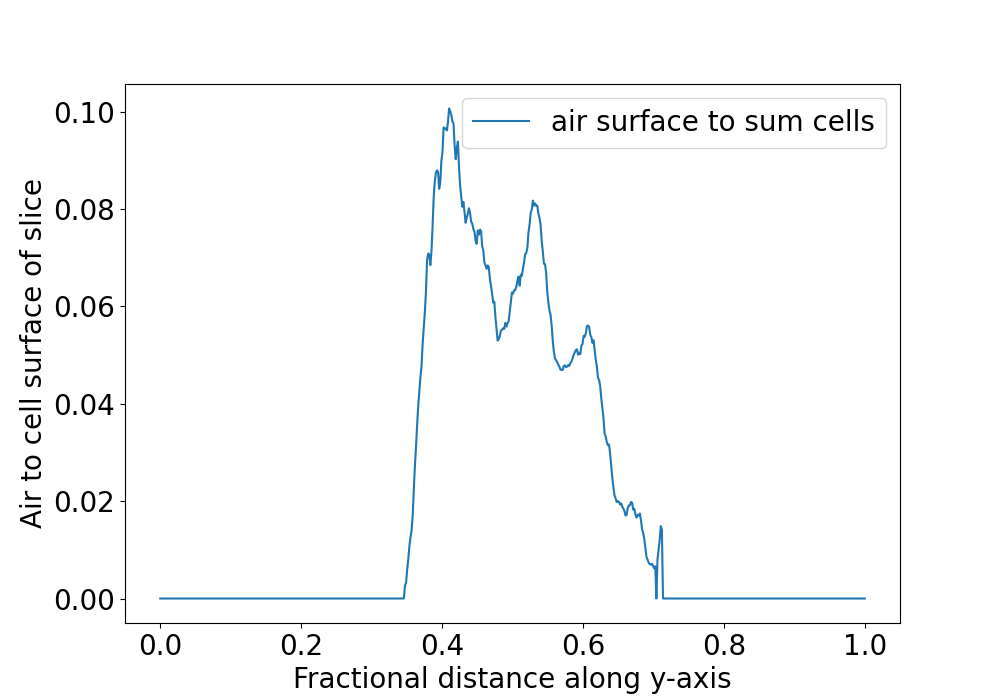 air surface to sum cells
Air to cell surface of slice
0.10
0.08
0.06
0.04
0.02
0.00
0.0 0.2 0.4 0.6 0.8 1.0
Fractional distance along y-axis